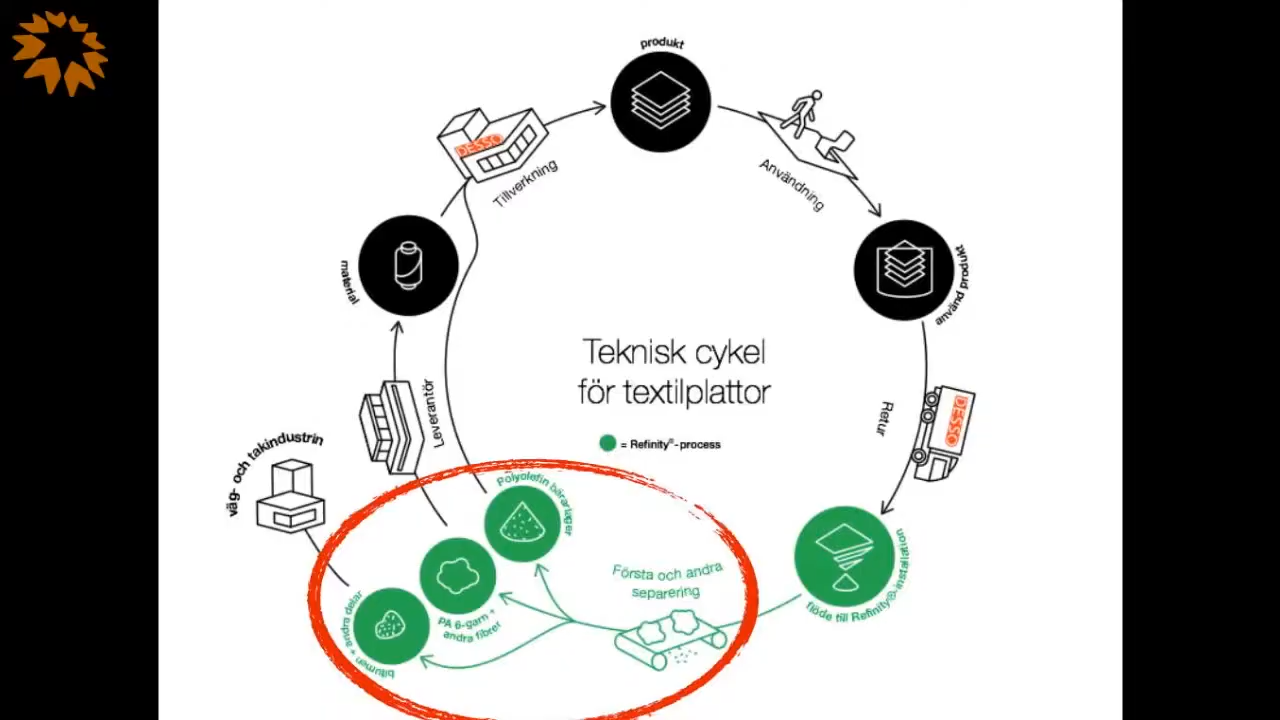 produkt
DESSO
Tillverkning
Användning
material
använd produkt
Teknisk cykel
för textilplattor
= Refinity®-process
Leverantör
Retur
DESSO
väg- och takindustrin
Polyolefin bärarlager
Första och andra
separering
flöde till Refinity®-installation
PA 6-garn +
andra fibrer
bitumen + andra delar